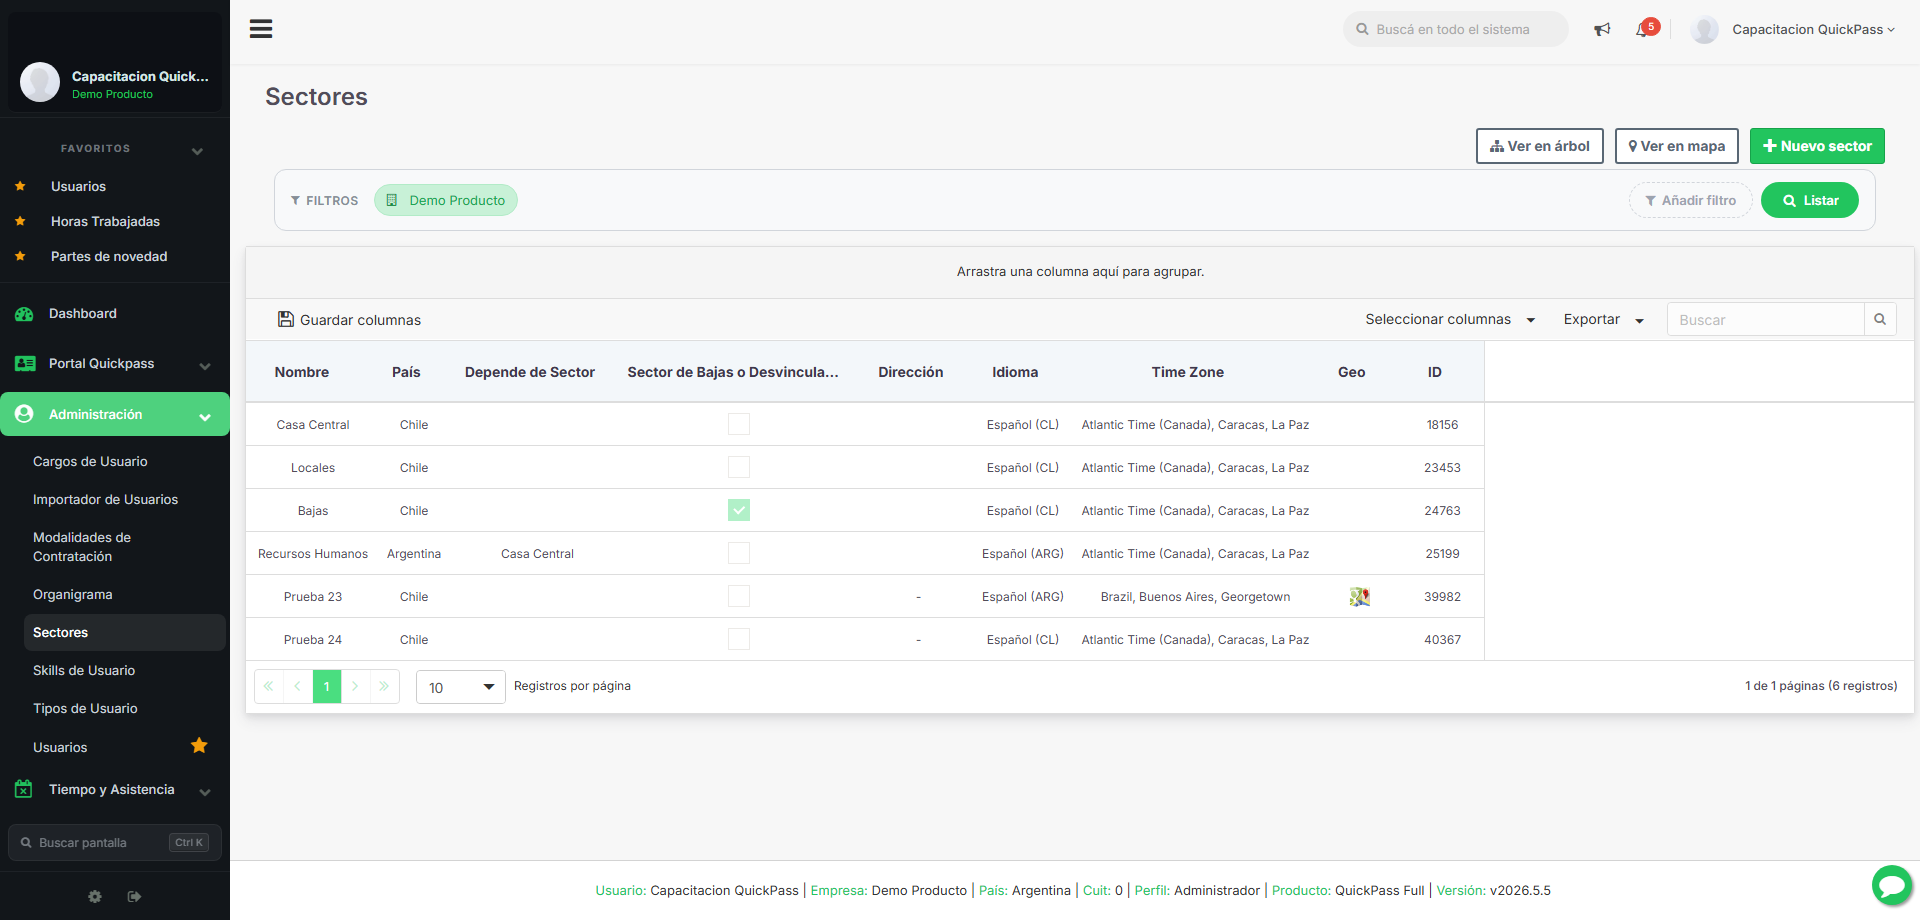 Capacitacion Quick...
Demo Producto
FAVORITOS
Usuarios
Horas Trabajadas
Partes de novedad
Dashboard
Portal Quickpass
Administración
Cargos de Usuario
Importador de Usuarios
Modalidades de
Contratación
Organigrama
Sectores
Skills de Usuario
Tipos de Usuario
Usuarios
Tiempo y Asistencia
Buscar pantalla Ctrl K
Buscá en todo el sistema 5 Capacitacion QuickPass
Sectores
Ver en árbol Ver en mapa Nuevo sector
FILTROS Demo Producto Añadir filtro Listar
Arrastra una columna aquí para agrupar.
Guardar columnas Seleccionar columnas Exportar Buscar
Nombre País Depende de Sector Sector de Bajas o Desvincula... Dirección Idioma Time Zone Geo ID
Casa Central Chile Español (CL) Atlantic Time (Canada), Caracas, La Paz 18156
Locales Chile Español (CL) Atlantic Time (Canada), Caracas, La Paz 23453
Bajas Chile Español (CL) Atlantic Time (Canada), Caracas, La Paz 24763
Recursos Humanos Argentina Casa Central Español (ARG) Atlantic Time (Canada), Caracas, La Paz 25199
Prueba 23 Chile - Español (ARG) Brazil, Buenos Aires, Georgetown 39982
Prueba 24 Chile - Español (CL) Atlantic Time (Canada), Caracas, La Paz 40367
1 10 Registros por página 1 de 1 páginas (6 registros)
Usuario: Capacitacion QuickPass | Empresa: Demo Producto | País: Argentina | Cuit: 0 | Perfil: Administrador | Producto: QuickPass Full | Versión: v2026.5.5